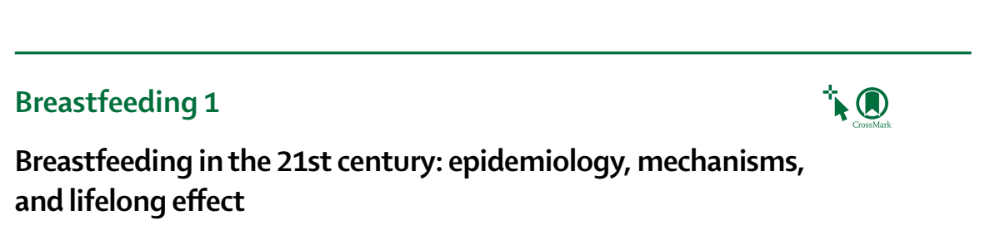 Breastfeeding 1
CrossMark
Breastfeeding in the 21st century: epidemiology, mechanisms,
and lifelong effect